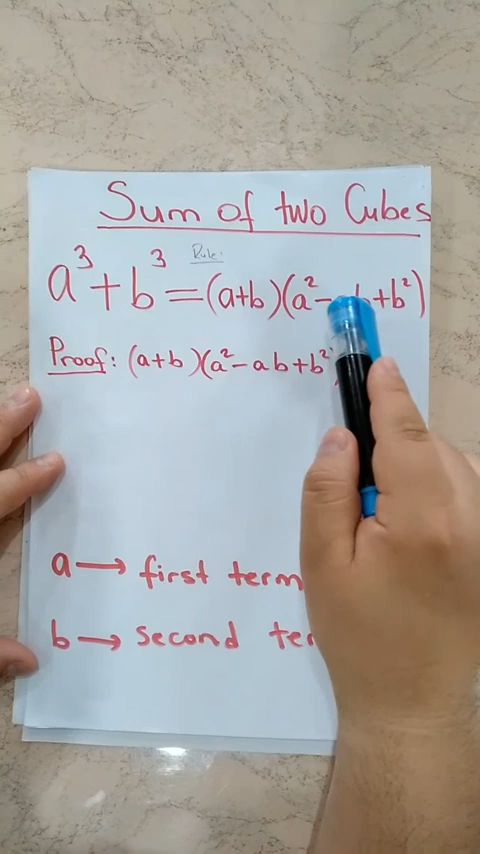 Sum of two Cubes
Rule:
a³ + b³ = (a+b)(a² - b + b²)
Proof: (a+b)(a² - ab + b²
a → first term
b → second